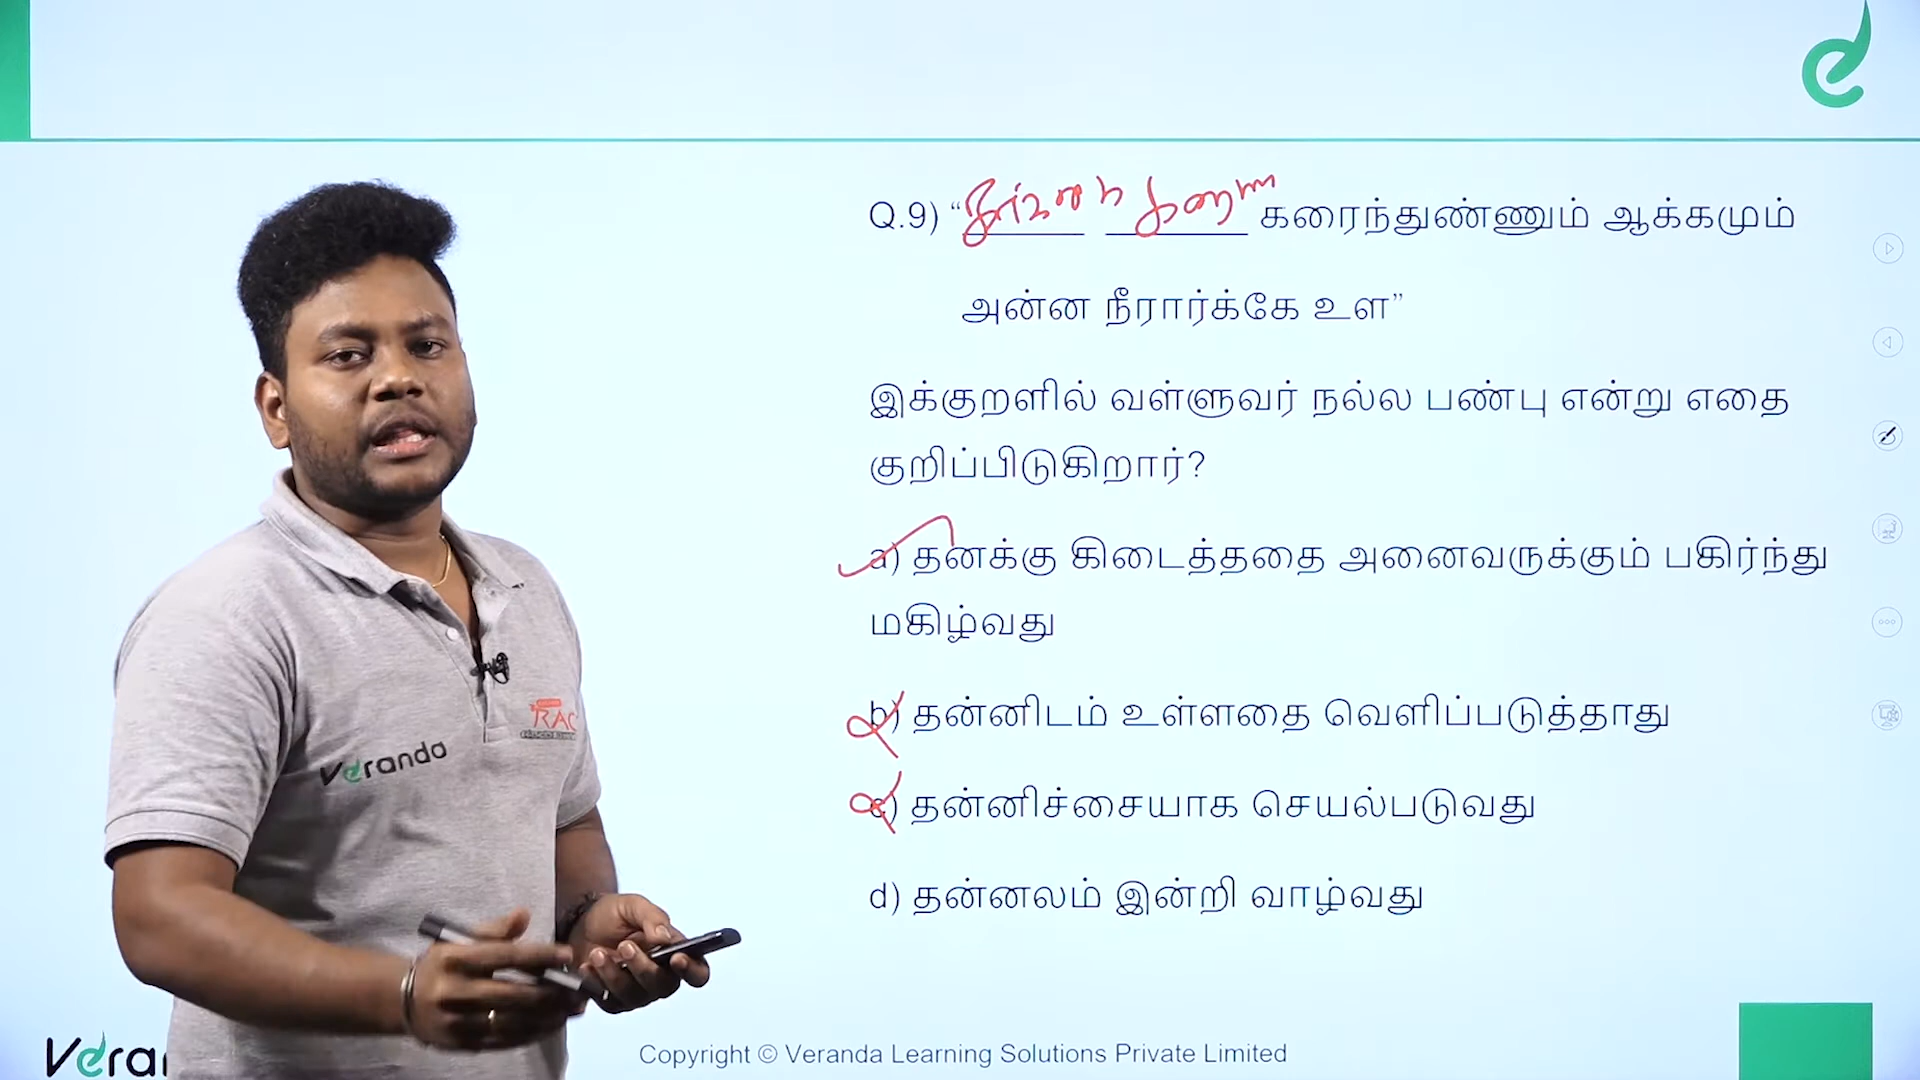 Q.9) “ கரைந்துண்ணும் ஆக்கமும்
அன்ன நீரார்க்கே உள”
இக்குறளில் வள்ளுவர் நல்ல பண்பு என்று எதை
குறிப்பிடுகிறார்?
a) தனக்கு கிடைத்ததை அனைவருக்கும் பகிர்ந்து
மகிழ்வது
b) தன்னிடம் உள்ளதை வெளிப்படுத்தாது
c) தன்னிச்சையாக செயல்படுவது
d) தன்னலம் இன்றி வாழ்வது
RAC
Veranda
Veran
Copyright © Veranda Learning Solutions Private Limited